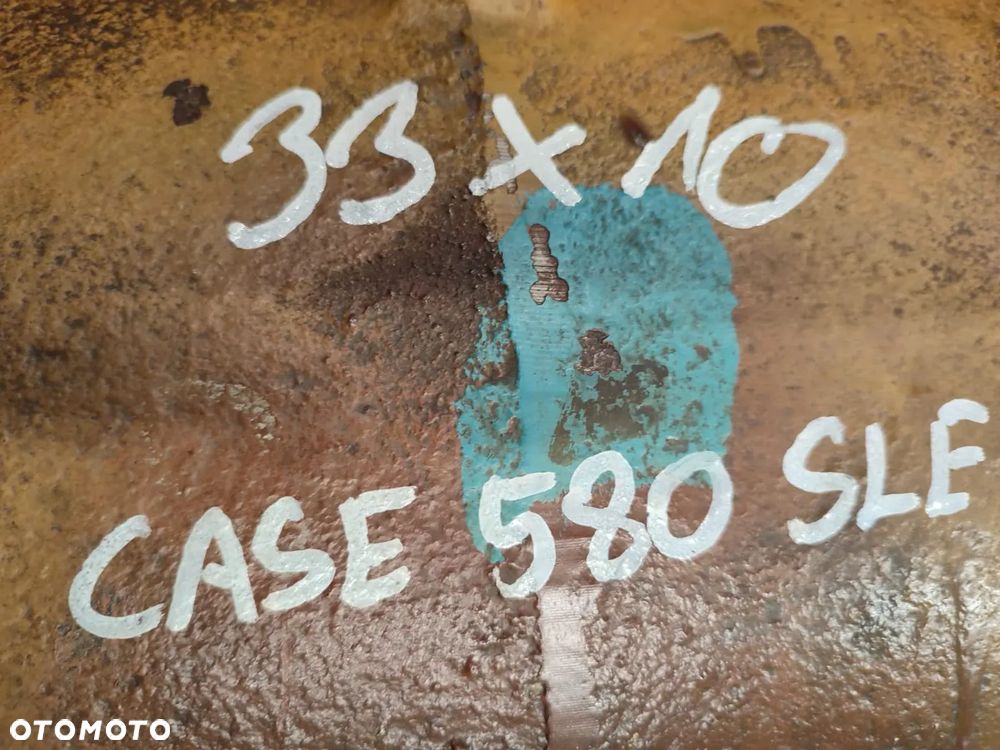 33 x 10
CASE 580 SLE
OTOMOTO